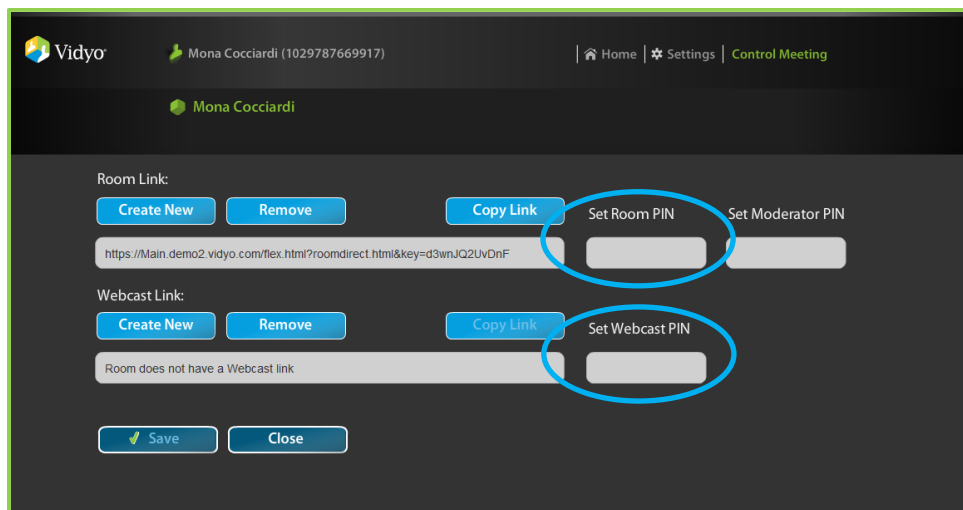 Vidyo
Mona Cocciardi (1029787669917)
Home
Settings
Control Meeting
Mona Cocciardi
Room Link:
Create New
Remove
Copy Link
Set Room PIN
Set Moderator PIN
https://Main.demo2.vidyo.com/flex.html?roomdirect.html&key=d3wnJQ2UvDnF
Webcast Link:
Create New
Remove
Copy Link
Set Webcast PIN
Room does not have a Webcast link
Save
Close